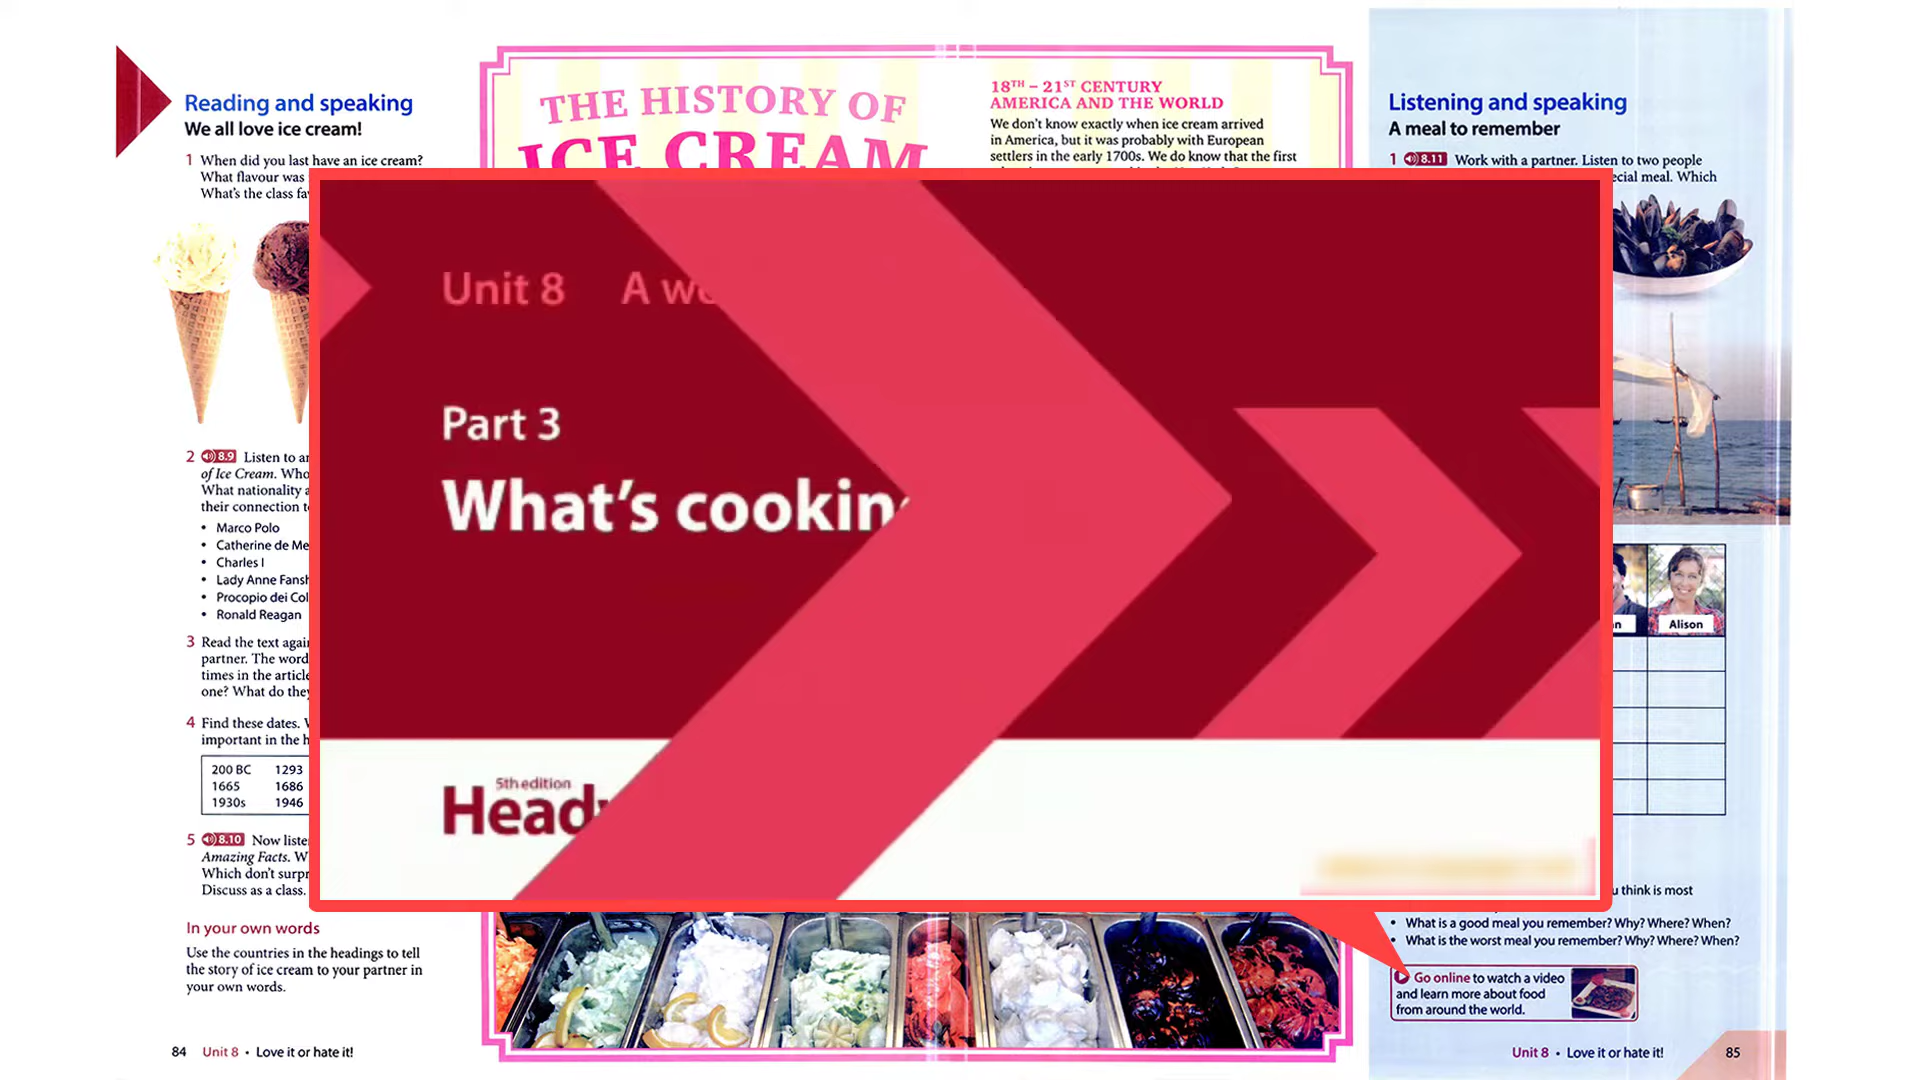 Reading and speaking
We all love ice cream!
1 When did you last have an ice cream?
What flavour was
What's the class
2 8.9 Listen to
of Ice Cream. Who
What nationality
their connection
• Marco Polo
• Catherine de
• Charles I
• Lady Anne
• Procopio dei
• Ronald Reagan
3 Read the text
partner. The word
times in the article
one? What do they
4 Find these dates.
important in the
200 BC 1293
1665 1686
1930s 1946
5 8.10 Now
Amazing Facts.
Which don't
Discuss as a class.
In your own words
Use the countries in the headings to tell
the story of ice cream to your partner in
your own words.
84 Unit 8 • Love it or hate it!
THE HISTORY OF
ICE CREAM
18TH – 21ST CENTURY
AMERICA AND THE WORLD
We don't know exactly when ice cream arrived
in America, but it was probably with European
settlers in the early 1700s. We do know that the first
Unit 8 A
Part 3
What's
5th edition
Listening and speaking
A meal to remember
1 8.11 Work with a partner. Listen to two people
meal. Which
Alison
think is most
• What is a good meal you remember? Why? Where? When?
• What is the worst meal you remember? Why? Where? When?
Go online to watch a video
and learn more about food
from around the world.
Unit 8 • Love it or hate it! 85